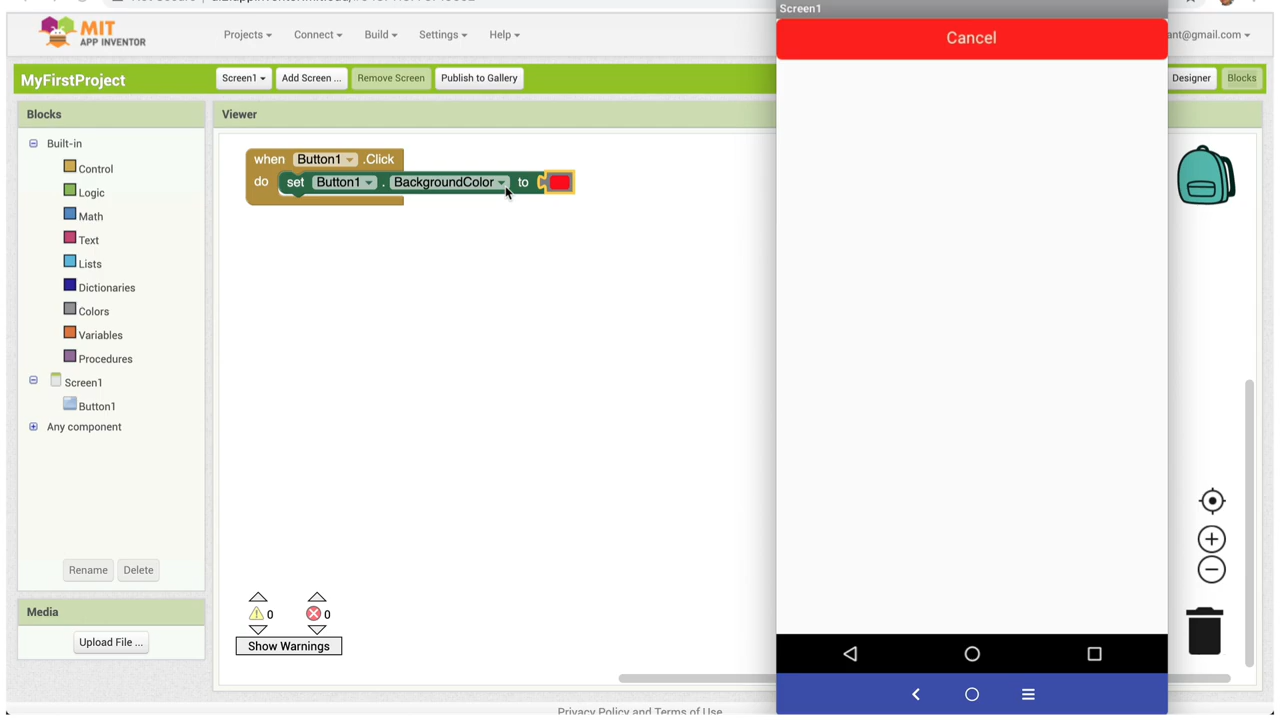 Screen1
MIT
APP INVENTOR
Projects
Connect
Build
Settings
Help
ant@gmail.com
MyFirstProject
Screen1
Add Screen ...
Remove Screen
Publish to Gallery
Designer
Blocks
Blocks
Viewer
Built-in
Control
Logic
Math
Text
Lists
Dictionaries
Colors
Variables
Procedures
Screen1
Button1
Any component
Rename
Delete
Media
Upload File ...
when Button1 .Click
do set Button1 . BackgroundColor to
0 0
Show Warnings
Cancel
Privacy Policy and Terms of Use